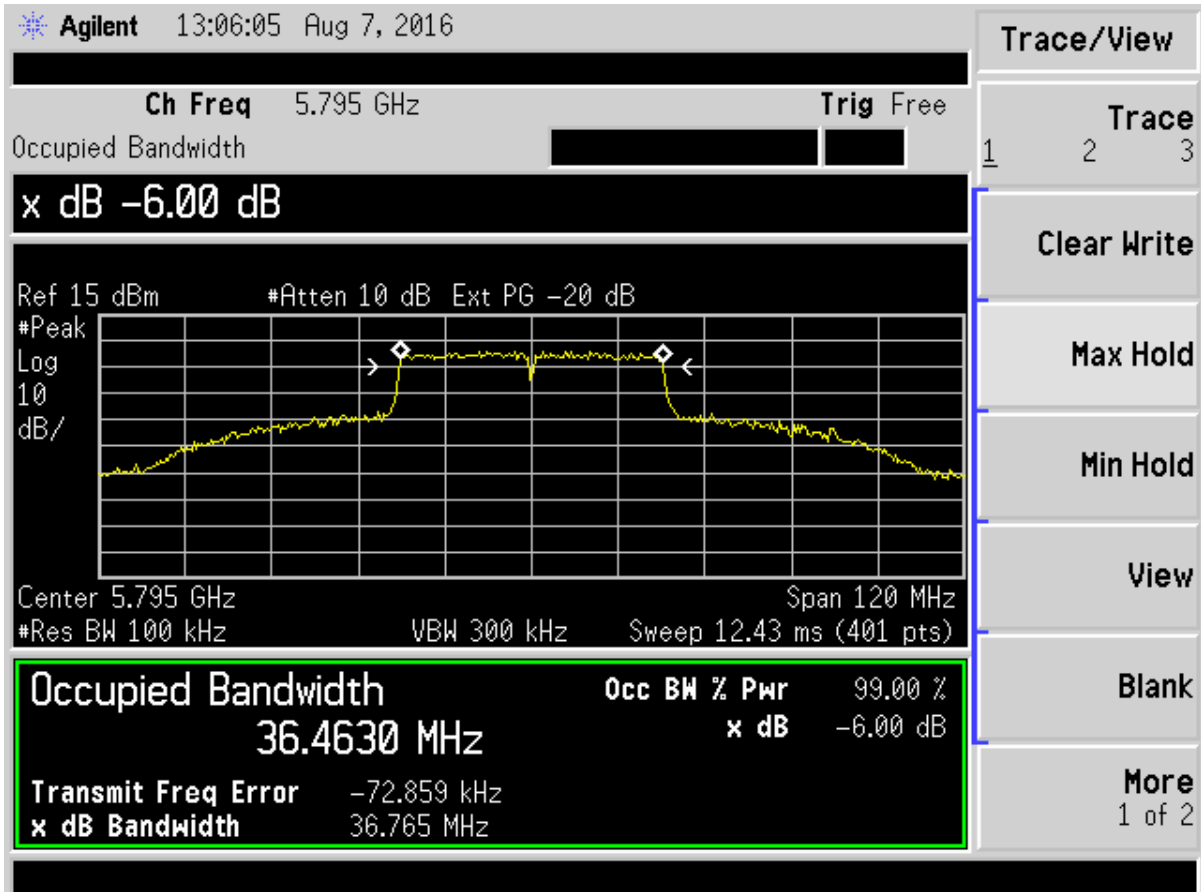 Agilent 13:06:05 Aug 7, 2016
Trace/View
Ch Freq 5.795 GHz Trig Free
Occupied Bandwidth
x dB -6.00 dB
Ref 15 dBm #Atten 10 dB Ext PG -20 dB
#Peak
Log
10
dB/
Center 5.795 GHz Span 120 MHz
#Res BW 100 kHz VBW 300 kHz Sweep 12.43 ms (401 pts)
Occupied Bandwidth Occ BW % Pwr 99.00 %
36.4630 MHz x dB -6.00 dB
Transmit Freq Error -72.859 kHz
x dB Bandwidth 36.765 MHz
Trace
1 2 3
Clear Write
Max Hold
Min Hold
View
Blank
More
1 of 2